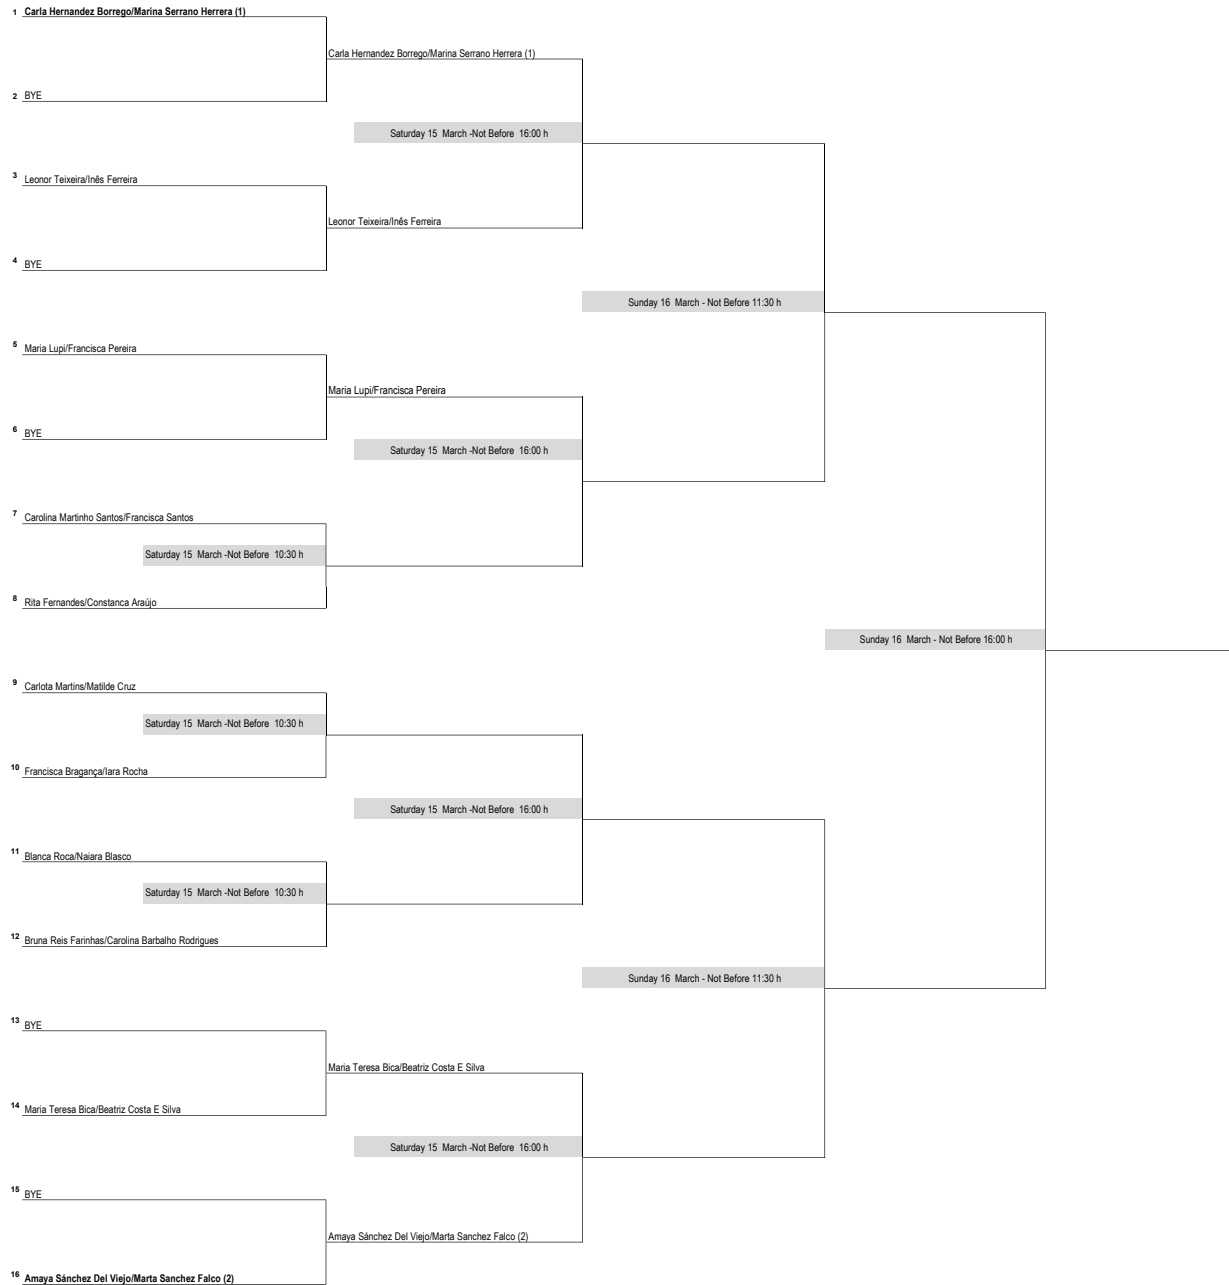 1 Carla Hernandez Borrego/Marina Serrano Herrera (1)
Carla Hernandez Borrego/Marina Serrano Herrera (1)
2 BYE
Saturday 15 March -Not Before 16:00 h
3 Leonor Teixeira/Inês Ferreira
Leonor Teixeira/Inês Ferreira
4 BYE
Sunday 16 March - Not Before 11:30 h
5 Maria Lupi/Francisca Pereira
Maria Lupi/Francisca Pereira
6 BYE
Saturday 15 March -Not Before 16:00 h
7 Carolina Martinho Santos/Francisca Santos
Saturday 15 March -Not Before 10:30 h
8 Rita Fernandes/Constanca Araújo
Sunday 16 March - Not Before 16:00 h
9 Carlota Martins/Matilde Cruz
Saturday 15 March -Not Before 10:30 h
10 Francisca Bragança/Iara Rocha
Saturday 15 March -Not Before 16:00 h
11 Blanca Roca/Naiara Blasco
Saturday 15 March -Not Before 10:30 h
12 Bruna Reis Farinhas/Carolina Barbalho Rodrigues
Sunday 16 March - Not Before 11:30 h
13 BYE
Maria Teresa Bica/Beatriz Costa E Silva
14 Maria Teresa Bica/Beatriz Costa E Silva
Saturday 15 March -Not Before 16:00 h
15 BYE
Amaya Sánchez Del Viejo/Marta Sanchez Falco (2)
16 Amaya Sánchez Del Viejo/Marta Sanchez Falco (2)